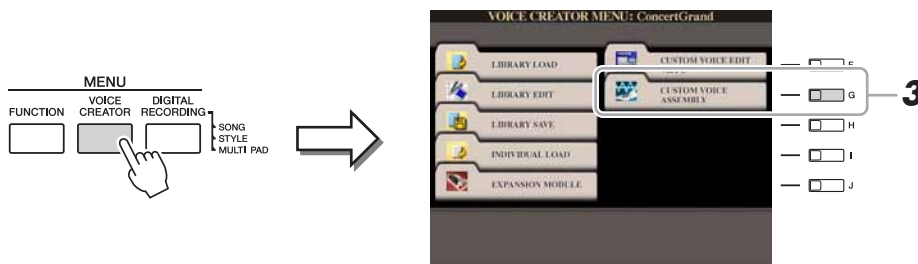 MENU
FUNCTION
VOICE
CREATOR
DIGITAL
RECORDING
SONG
STYLE
MULTI PAD
VOICE CREATOR MENU: ConcertGrand
LIBRARY LOAD
LIBRARY EDIT
LIBRARY SAVE
INDIVIDUAL LOAD
EXPANSION MODULE
CUSTOM VOICE EDIT
CUSTOM VOICE
ASSEMBLY
F
G
H
I
J
3